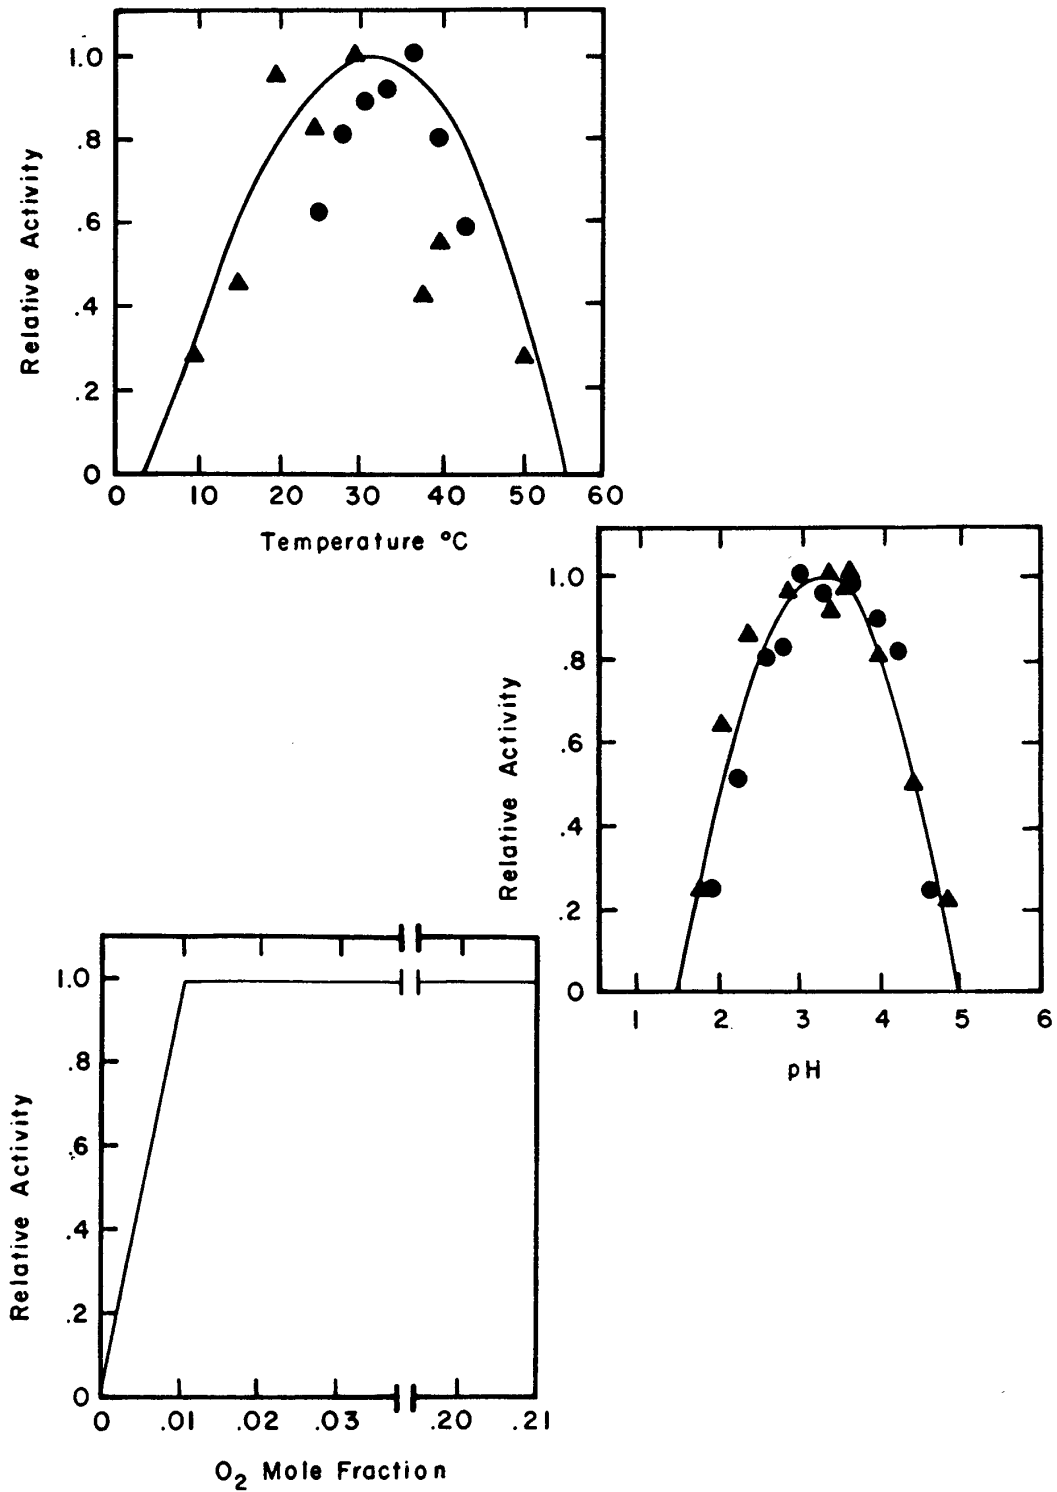 Relative Activity
1.0
.8
.6
.4
.2
0
0 10 20 30 40 50 60
Temperature °C
Relative Activity
1.0
.8
.6
.4
.2
0
1 2 3 4 5 6
pH
Relative Activity
1.0
.8
.6
.4
.2
0
0 .01 .02 .03 .20 .21
O2 Mole Fraction